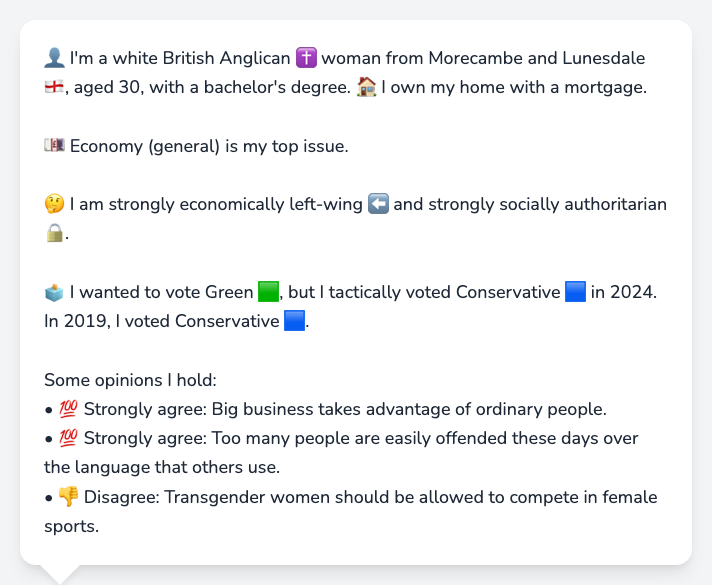 👤 I'm a white British Anglican ✝️ woman from Morecambe and Lunesdale
🏴󠁧󠁢󠁥󠁮󠁧󠁿, aged 30, with a bachelor's degree. 🏠 I own my home with a mortgage.
💷 Economy (general) is my top issue.
🤔 I am strongly economically left-wing ⬅️ and strongly socially authoritarian
🔒.
🗳️ I wanted to vote Green 🟩, but I tactically voted Conservative 🟦 in 2024.
In 2019, I voted Conservative 🟦.
Some opinions I hold:
• 💯 Strongly agree: Big business takes advantage of ordinary people.
• 💯 Strongly agree: Too many people are easily offended these days over
the language that others use.
• 👎 Disagree: Transgender women should be allowed to compete in female
sports.